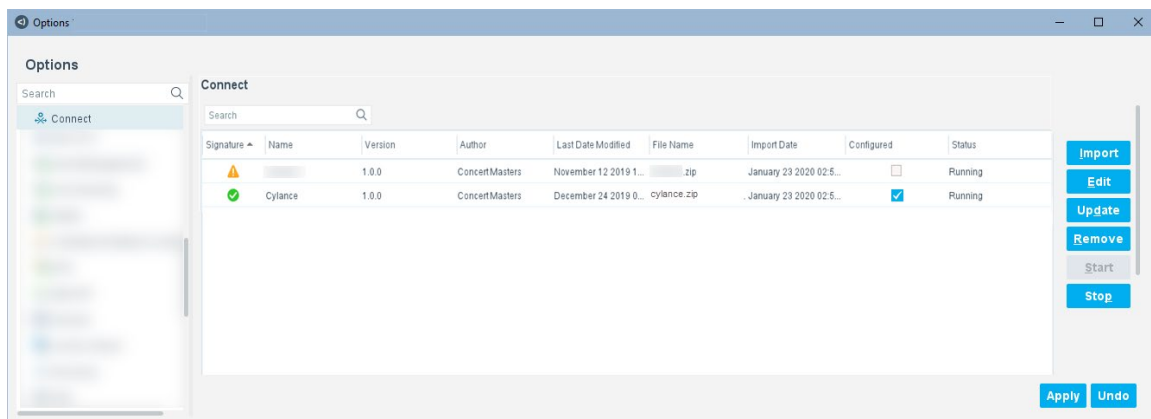 Options
Options
Search
Connect
Connect
Search
Signature Name Version Author Last Date Modified File Name Import Date Configured Status
1.0.0 ConcertMasters November 12 2019 1... .zip January 23 2020 02:5... Running
Cylance 1.0.0 ConcertMasters December 24 2019 0... cylance.zip . January 23 2020 02:5... Running
Import
Edit
Update
Remove
Start
Stop
Apply Undo